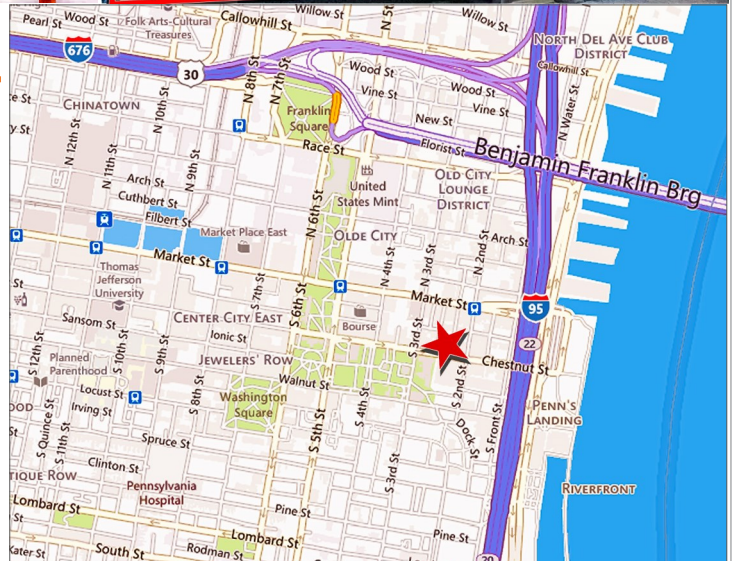 Willow St
N 5th St
Willow St
Pearl St
Wood St
Folk Arts-Cultural
Treasures
Callowhill St
North Del Ave Club
District
676
30
N 8th St
N 7th St
Wood St
Vine St
Wood St
Vine St
Callowhill St
N Water St
Chinatown
N 10th St
Franklin
Square
New St
Florist St
Benjamin Franklin Brg
Race St
N 12th St
N 11th St
N 9th St
Arch St
Cuthbert St
Filbert St
United
States Mint
Old City
Lounge
District
N 6th St
Market Place East
Olde City
N 4th St
N 3rd St
N 2nd St
Arch St
Market St
Thomas
Jefferson
University
S 7th St
S 6th St
Market St
95
Sansom St
Center City East
Bourse
S 3rd St
22
Ionic St
Jewelers' Row
Chestnut St
S 12th St
S 10th St
S 9th St
Planned
Parenthood
Walnut St
Locust St
S 8th St
Washington
Square
S 4th St
S 2nd St
Penn's
Landing
Irving St
S Quince St
S 11th St
S 5th St
Dock St
S Front St
Spruce St
Clinton St
S 3rd St
tique Row
Pennsylvania
Hospital
Riverfront
Lombard St
Pine St
Lombard St
Pine St
South St
Rodman St
Kater St
20